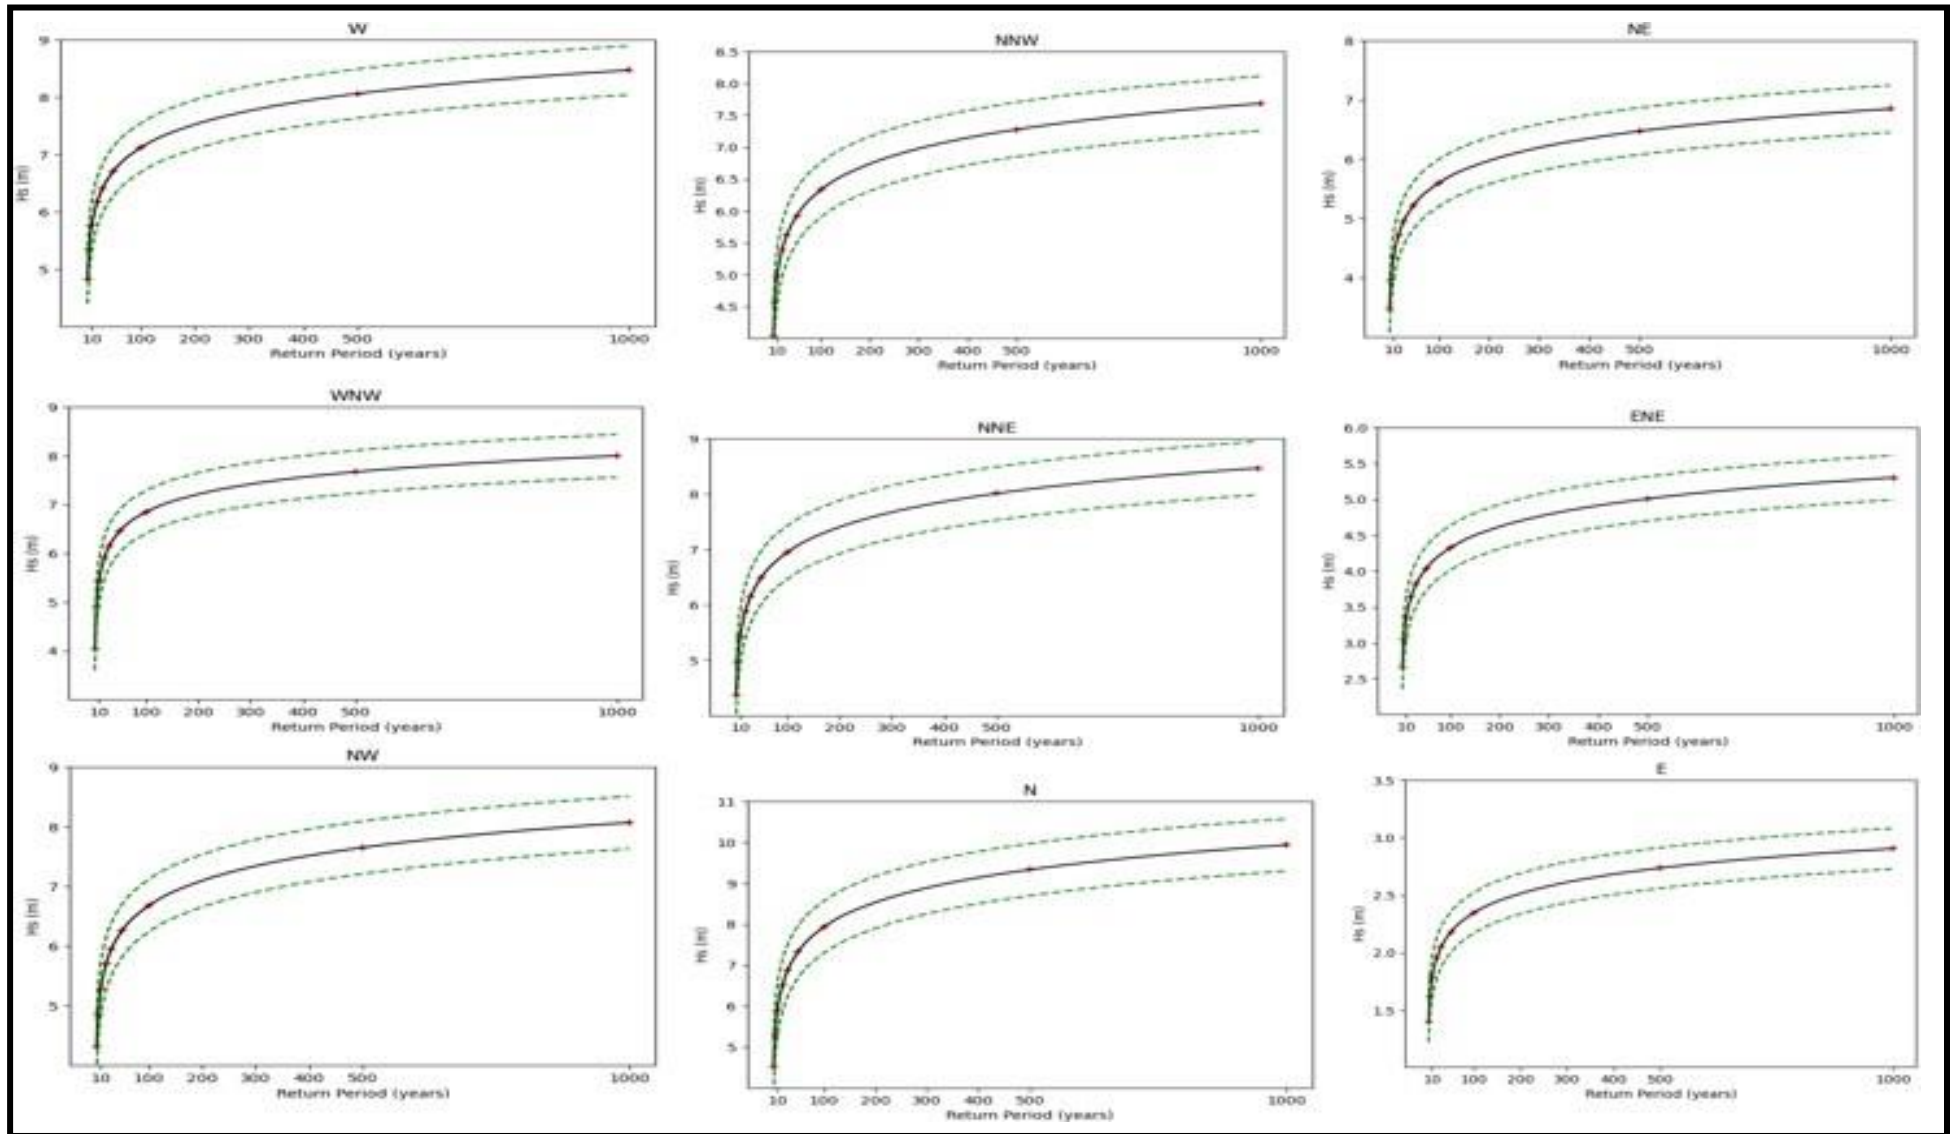 W
9
8
7
6
5
Hs (m)
10 100 200 300 400 500 1000
Return Period (years)
NNW
8.5
8.0
7.5
7.0
6.5
6.0
5.5
5.0
4.5
Hs (m)
10 100 200 300 400 500 1000
Return Period (years)
NE
8
7
6
5
4
Hs (m)
10 100 200 300 400 500 1000
Return Period (years)
WNW
9
8
7
6
5
4
Hs (m)
10 100 200 300 400 500 1000
Return Period (years)
NNE
9
8
7
6
5
Hs (m)
10 100 200 300 400 500 1000
Return Period (years)
ENE
6.0
5.5
5.0
4.5
4.0
3.5
3.0
2.5
Hs (m)
10 100 200 300 400 500 1000
Return Period (years)
NW
9
8
7
6
5
Hs (m)
10 100 200 300 400 500 1000
Return Period (years)
N
11
10
9
8
7
6
5
Hs (m)
10 100 200 300 400 500 1000
Return Period (years)
E
3.5
3.0
2.5
2.0
1.5
Hs (m)
10 100 200 300 400 500 1000
Return Period (years)